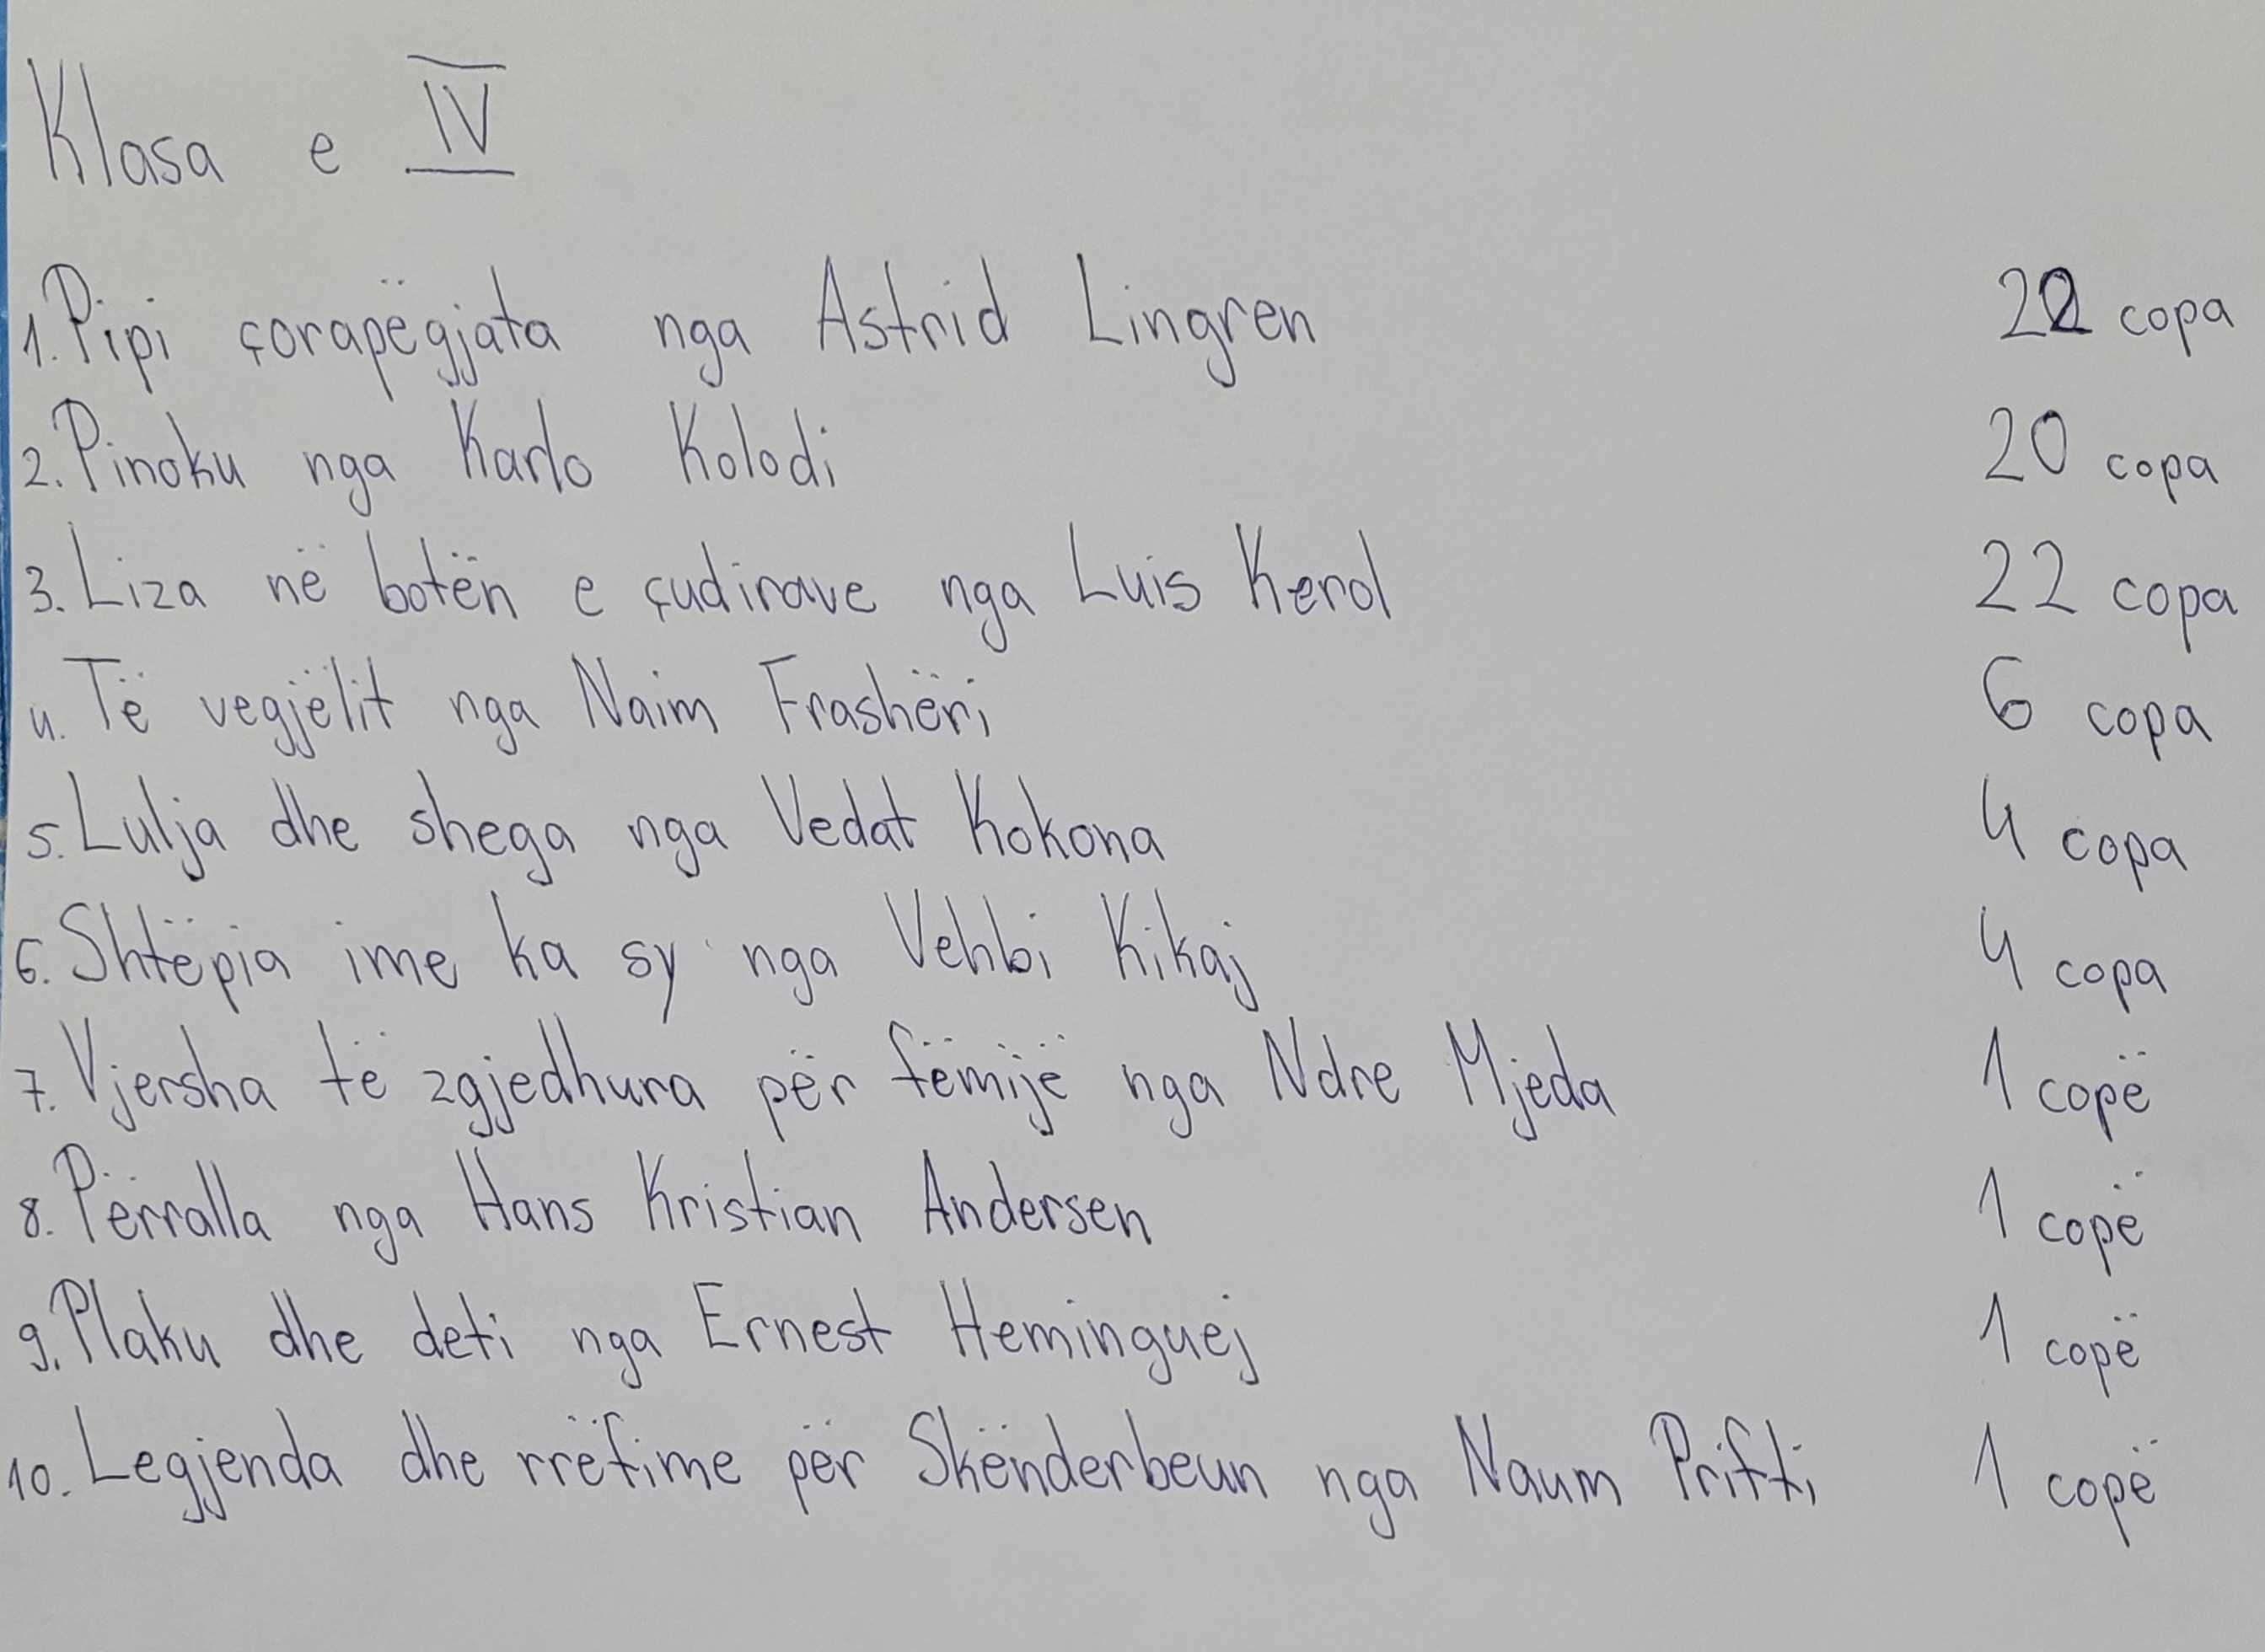 Klasa e IV
1. Pipi çorapëgjata nga Astrid Lingren 22 copa
2. Pinoku nga Karlo Kolodi 20 copa
3. Liza në botën e çudirave nga Luis Kerol 22 copa
4. Të vegjëlit nga Naim Frashëri 6 copa
5. Lulja dhe shega nga Vedat Kokona 4 copa
6. Shtëpia ime ka sy nga Vehbi Kikaj 4 copa
7. Vjersha të zgjedhura për fëmijë nga Ndre Mjeda 1 copë
8. Përralla nga Hans Kristian Andersen 1 copë
9. Plaku dhe deti nga Ernest Heminguej 1 copë
10. Legjenda dhe rrëfime për Skënderbeun nga Naum Prifti 1 copë